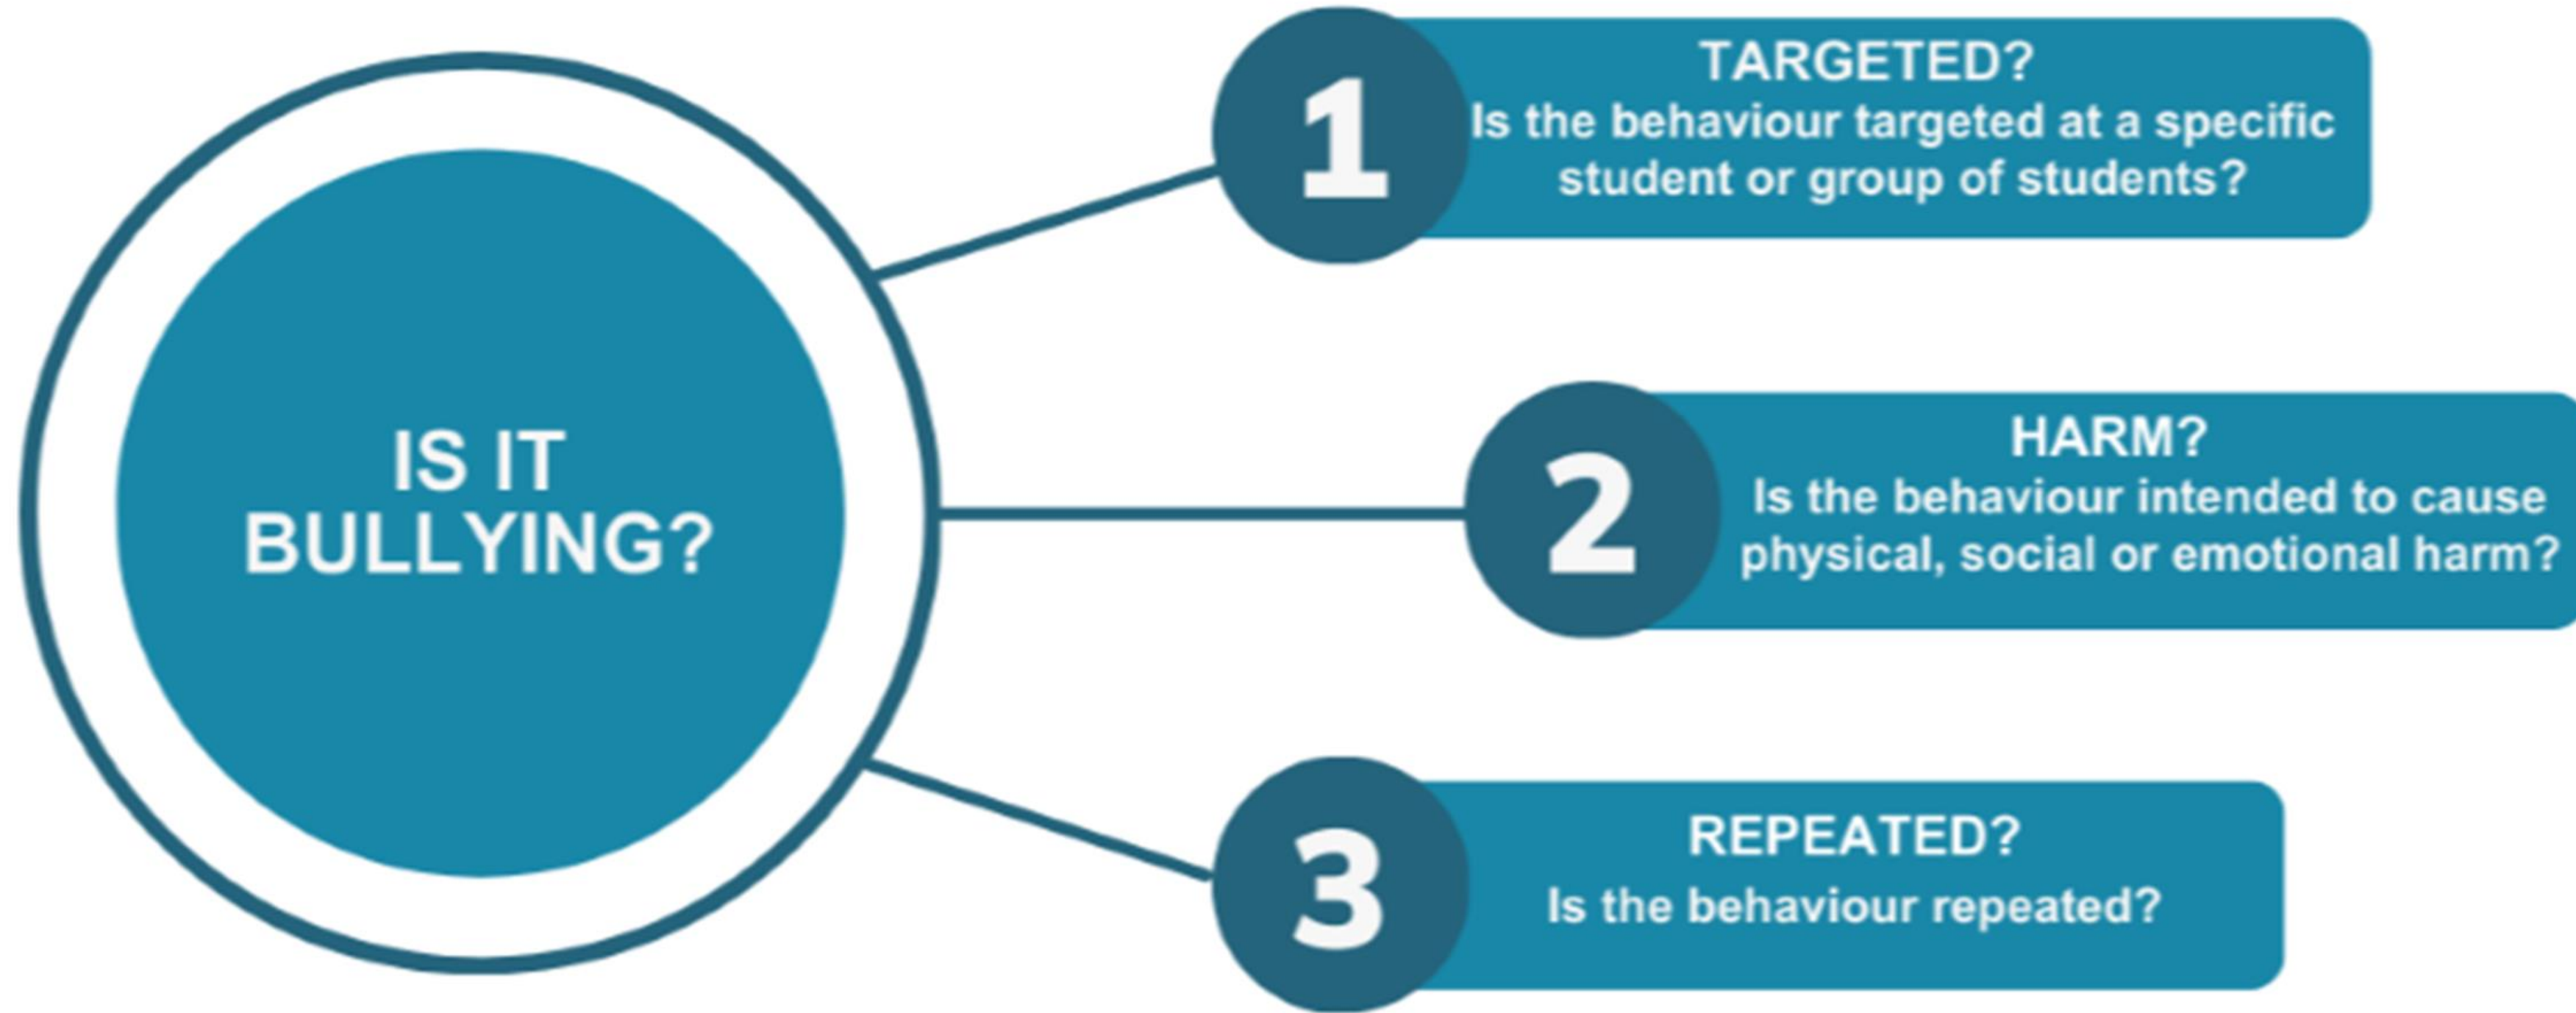 IS IT
BULLYING?
1
TARGETED?
Is the behaviour targeted at a specific
student or group of students?
2
HARM?
Is the behaviour intended to cause
physical, social or emotional harm?
3
REPEATED?
Is the behaviour repeated?